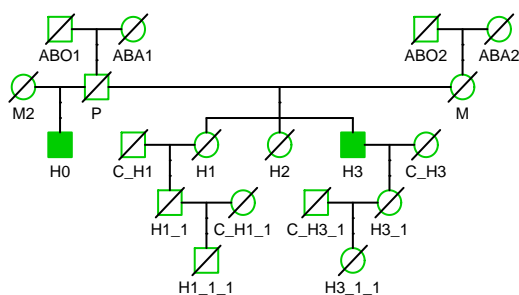 ABO1 ABA1 ABO2 ABA2
M2 P M
H0 C_H1 H1 H2 H3 C_H3
H1_1 C_H1_1 C_H3_1 H3_1
H1_1_1 H3_1_1